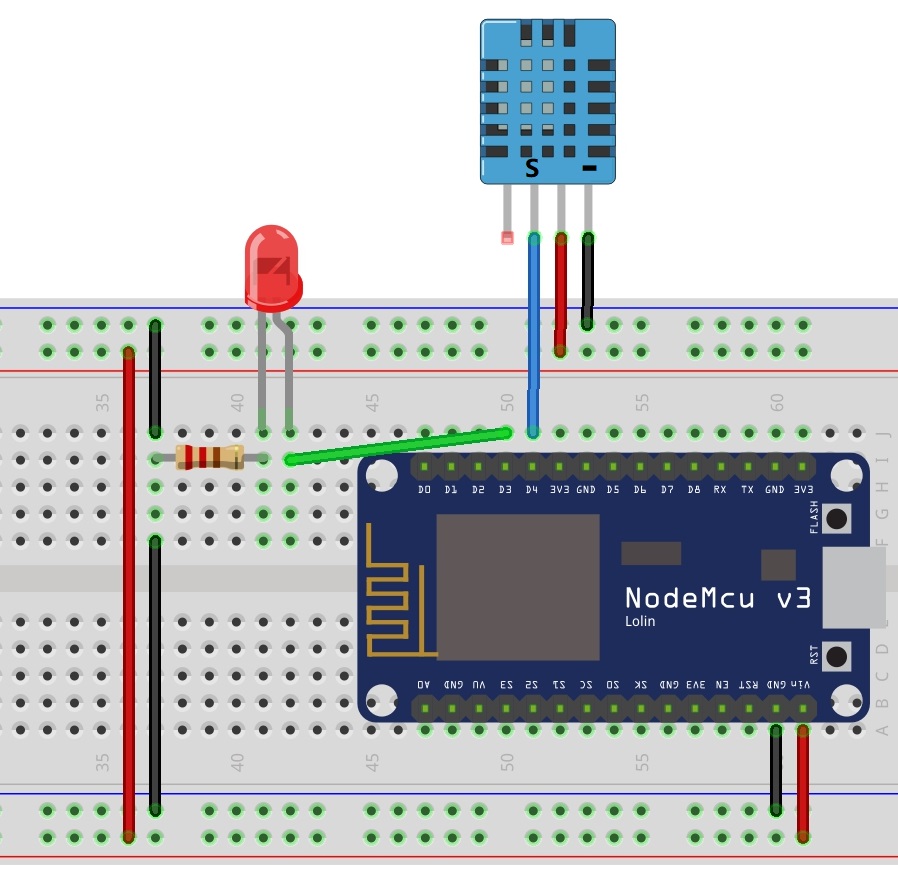 S -
35 40 45 50 55 60
J
I
D0 D1 D2 D3 D4 3V3 GND D5 D6 D7 D8 RX TX GND 3V3
H
FLASH
G
F
NodeMcu v3
Lolin
RST
D
C
A0 GND VU S3 S2 S1 SC S0 SK GND 3V3 EN RST GND Vin
B
A
35 40 45 50 55